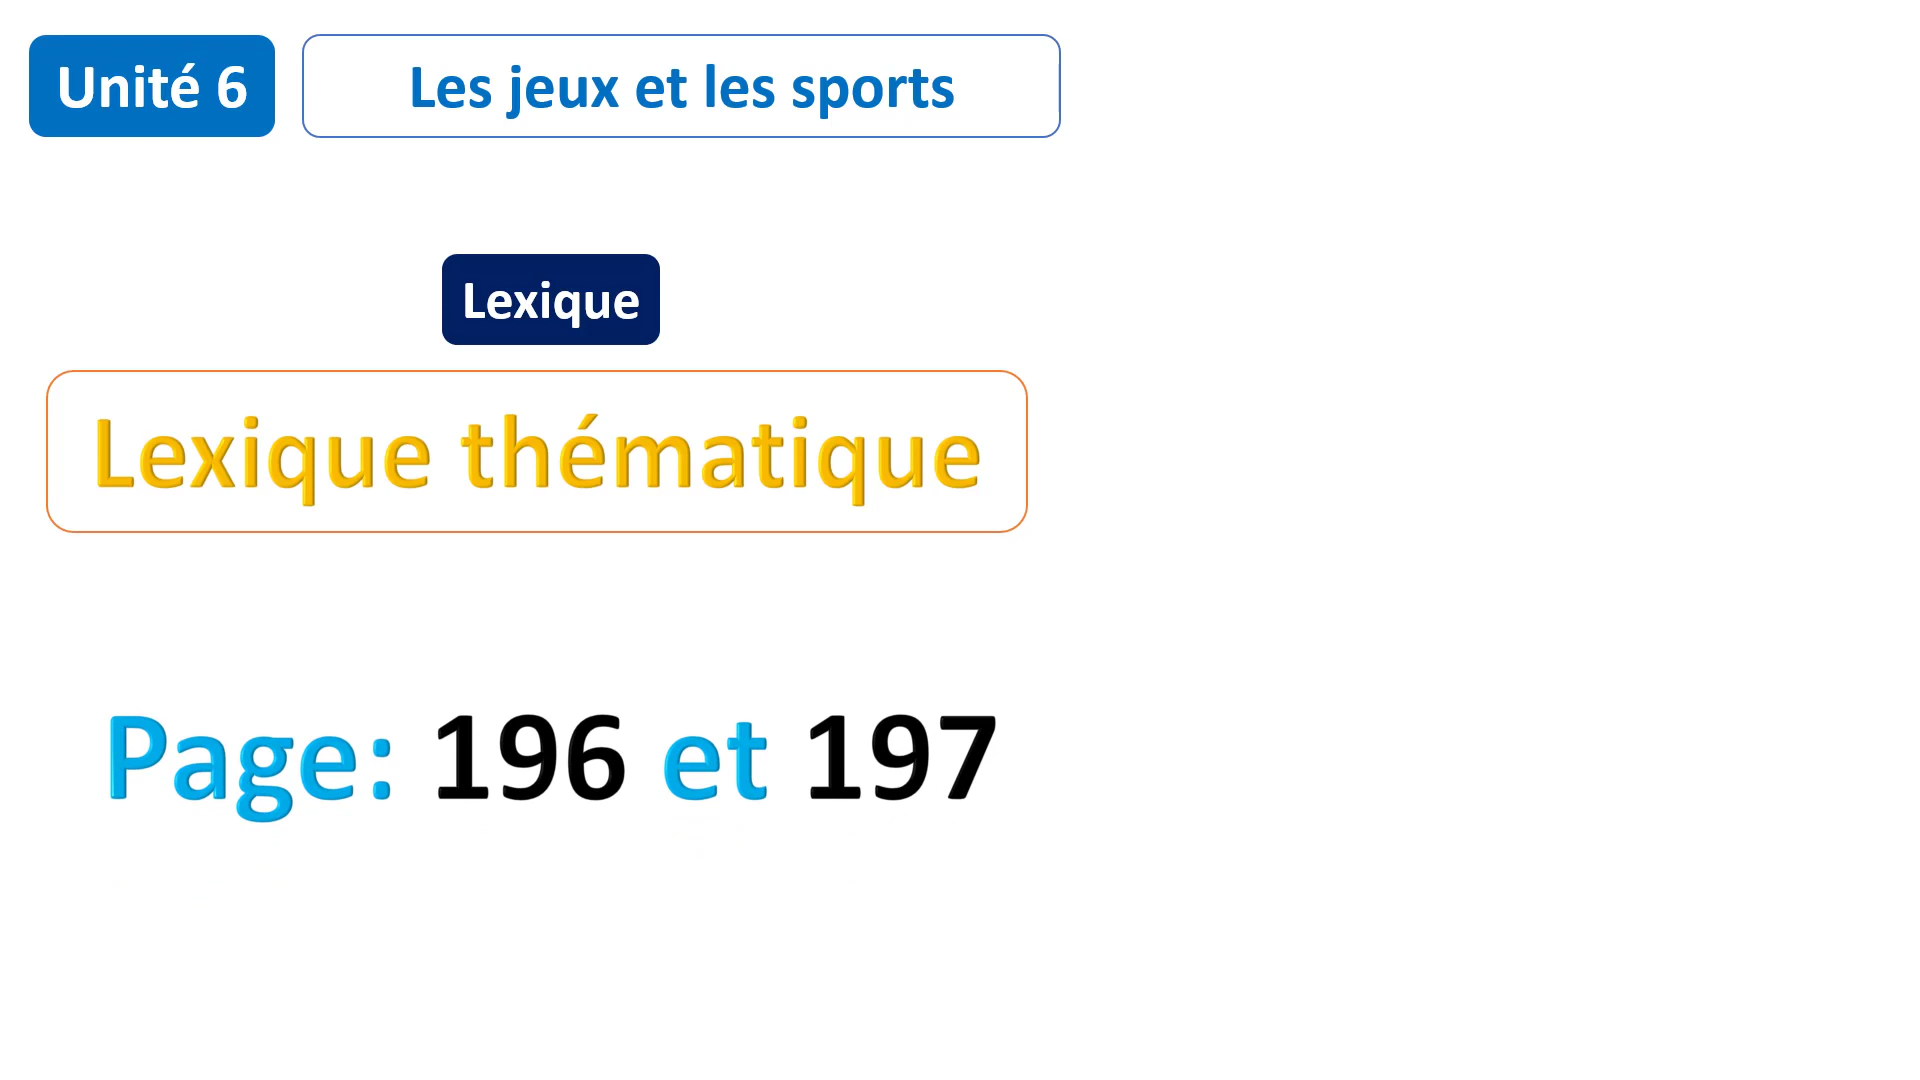 Unité 6
Les jeux et les sports
Lexique
Lexique thématique
Page: 196 et 197